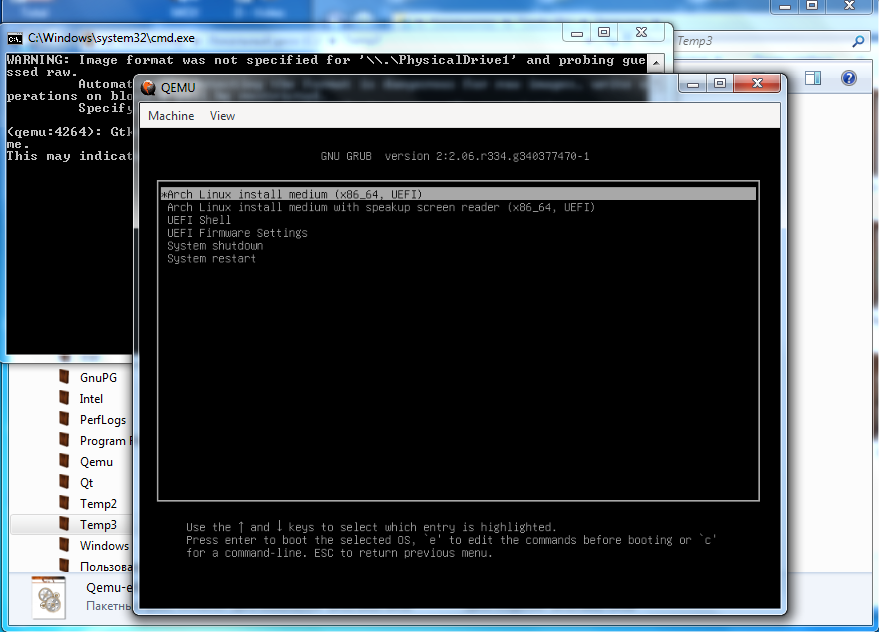 C:\Windows\system32\cmd.exe
WARNING: Image format was not specified for '\\.\PhysicalDrive1' and probing gue
ssed raw.
Automat
perations on blo
Specify
(qemu:4264): Gtk
me.
This may indicat
Temp3
QEMU
Machine View
GNU GRUB version 2:2.06.r334.g340377470-1
*Arch Linux install medium (x86_64, UEFI)
Arch Linux install medium with speakup screen reader (x86_64, UEFI)
UEFI Shell
UEFI Firmware Settings
System shutdown
System restart
Use the ↑ and ↓ keys to select which entry is highlighted.
Press enter to boot the selected OS, `e' to edit the commands before booting or `c'
for a command-line. ESC to return previous menu.
GnuPG
Intel
PerfLogs
Program F
Qemu
Qt
Temp2
Temp3
Windows
Пользова
Qemu-e
Пакетны